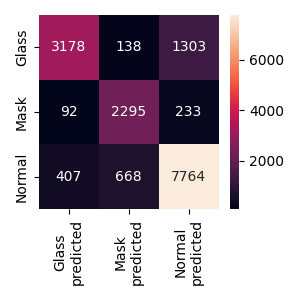 Glass 3178 138 1303
Mask 92 2295 233
Normal 407 668 7764
Glass predicted
Mask predicted
Normal predicted
8000
6000
4000
2000